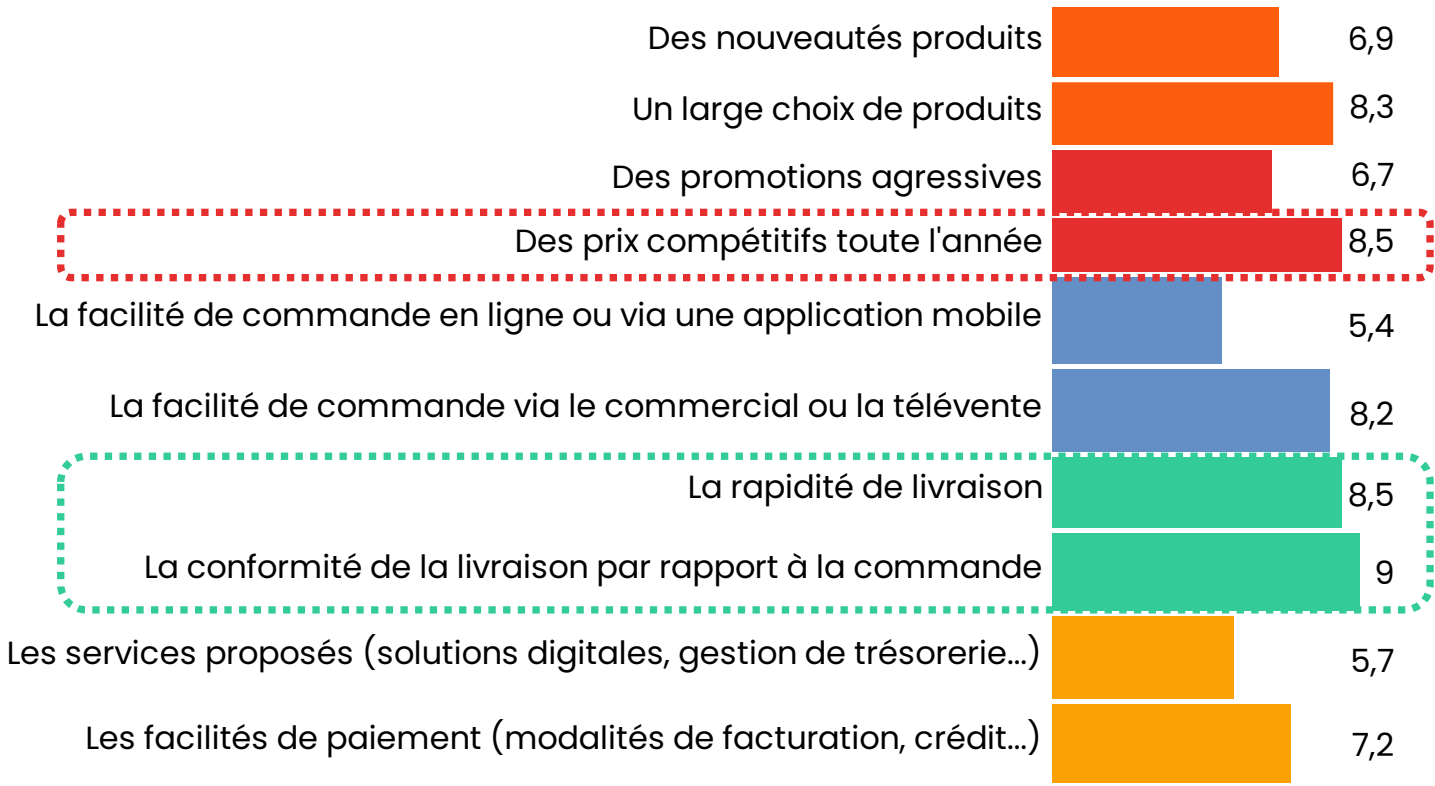 Des nouveautés produits 6,9
Un large choix de produits 8,3
Des promotions agressives 6,7
Des prix compétitifs toute l'année 8,5
La facilité de commande en ligne ou via une application mobile 5,4
La facilité de commande via le commercial ou la télévente 8,2
La rapidité de livraison 8,5
La conformité de la livraison par rapport à la commande 9
Les services proposés (solutions digitales, gestion de trésorerie...) 5,7
Les facilités de paiement (modalités de facturation, crédit...) 7,2